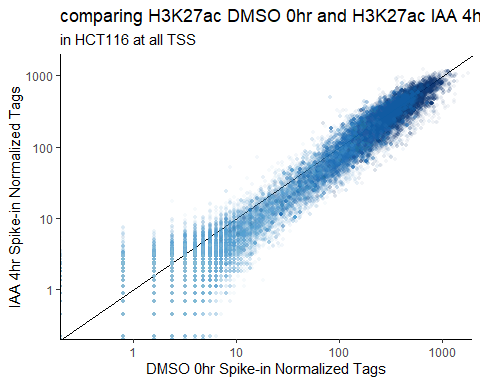 comparing H3K27ac DMSO 0hr and H3K27ac IAA 4h
in HCT116 at all TSS
IAA 4hr Spike-in Normalized Tags
1000
100
10
1
1 10 100 1000
DMSO 0hr Spike-in Normalized Tags